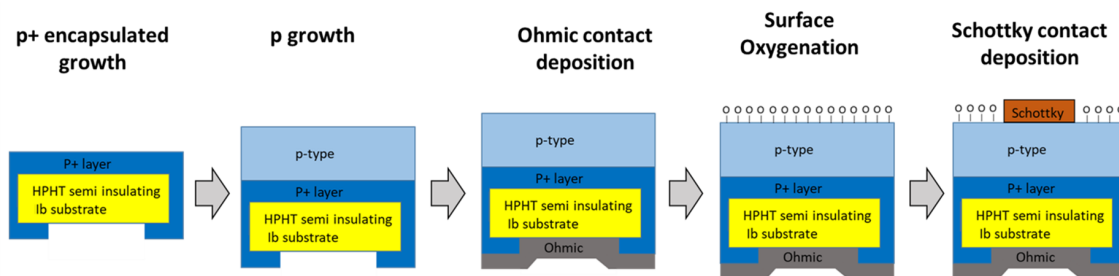 p+ encapsulated
growth
p growth
Ohmic contact
deposition
Surface
Oxygenation
Schottky contact
deposition
P+ layer
HPHT semi insulating
Ib substrate
p-type
P+ layer
HPHT semi insulating
Ib substrate
p-type
P+ layer
HPHT semi insulating
Ib substrate
Ohmic
O O O O O O O O O O O O O O O
p-type
P+ layer
HPHT semi insulating
Ib substrate
Ohmic
O O O O Schottky O O O O
p-type
P+ layer
HPHT semi insulating
Ib substrate
Ohmic